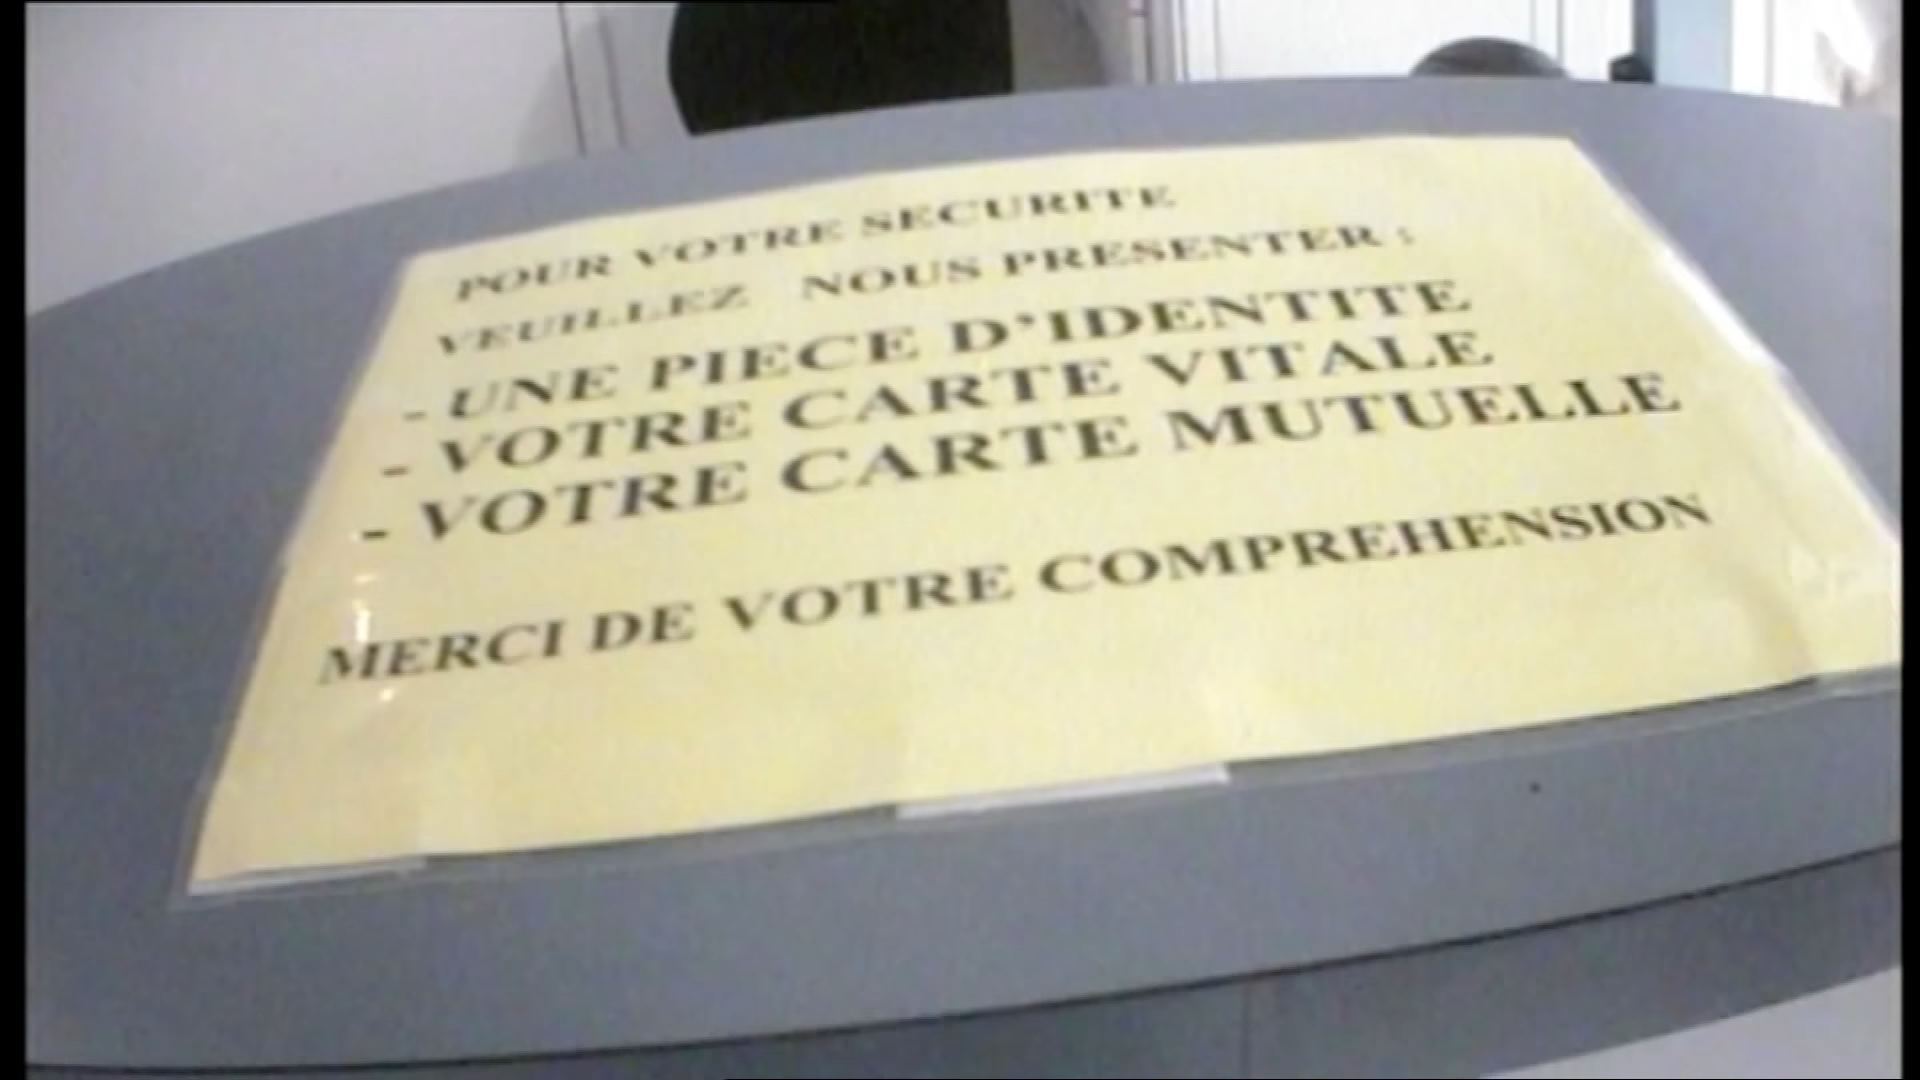 POUR VOTRE SECURITE
VEUILLEZ NOUS PRESENTER :
- UNE PIECE D'IDENTITE
- VOTRE CARTE VITALE
- VOTRE CARTE MUTUELLE
MERCI DE VOTRE COMPREHENSION